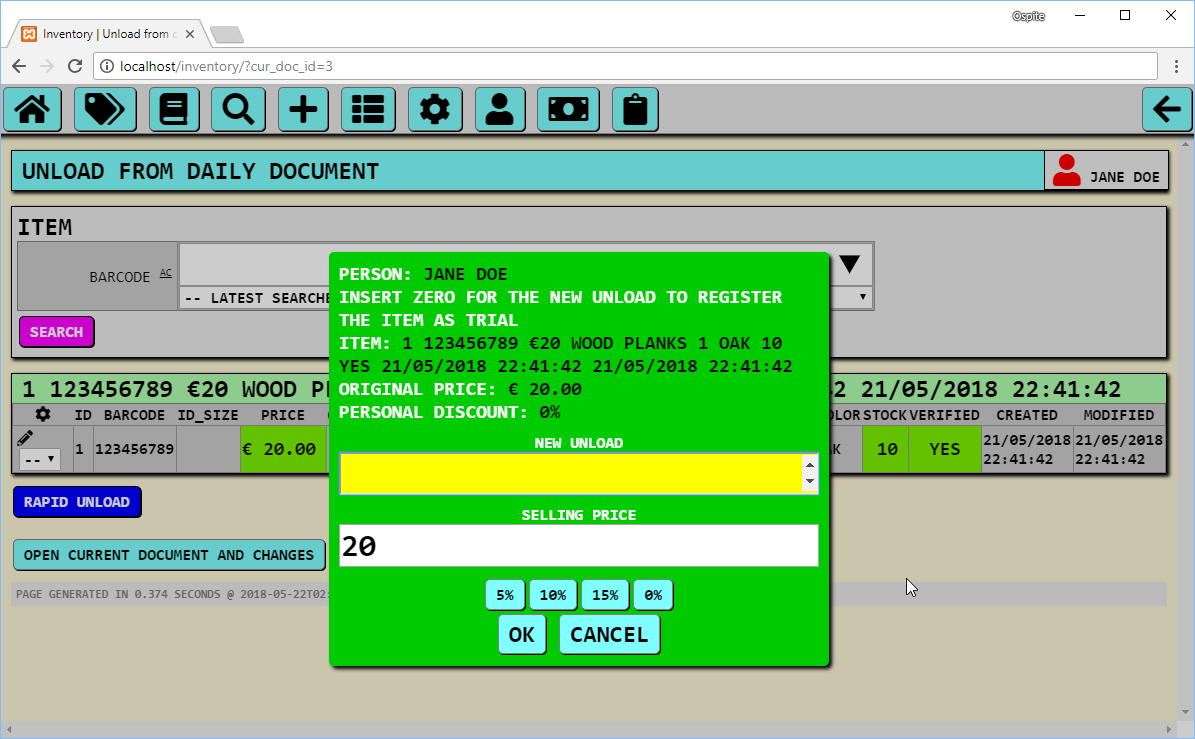 Ospite
Inventory | Unload from
localhost/inventory/?cur_doc_id=3
UNLOAD FROM DAILY DOCUMENT
JANE DOE
ITEM
BARCODE AC
-- LATEST SEARCHE
SEARCH
PERSON: JANE DOE
INSERT ZERO FOR THE NEW UNLOAD TO REGISTER
THE ITEM AS TRIAL
ITEM: 1 123456789 €20 WOOD PLANKS 1 OAK 10
YES 21/05/2018 22:41:42 21/05/2018 22:41:42
ORIGINAL PRICE: € 20.00
PERSONAL DISCOUNT: 0%
NEW UNLOAD
SELLING PRICE
20
5% 10% 15% 0%
OK CANCEL
1 123456789 €20 WOOD PL 2 21/05/2018 22:41:42
ID BARCODE ID_SIZE PRICE OLOR STOCK VERIFIED CREATED MODIFIED
-- 1 123456789 € 20.00 AK 10 YES 21/05/2018 22:41:42 21/05/2018 22:41:42
RAPID UNLOAD
OPEN CURRENT DOCUMENT AND CHANGES
PAGE GENERATED IN 0.374 SECONDS @ 2018-05-22T02: